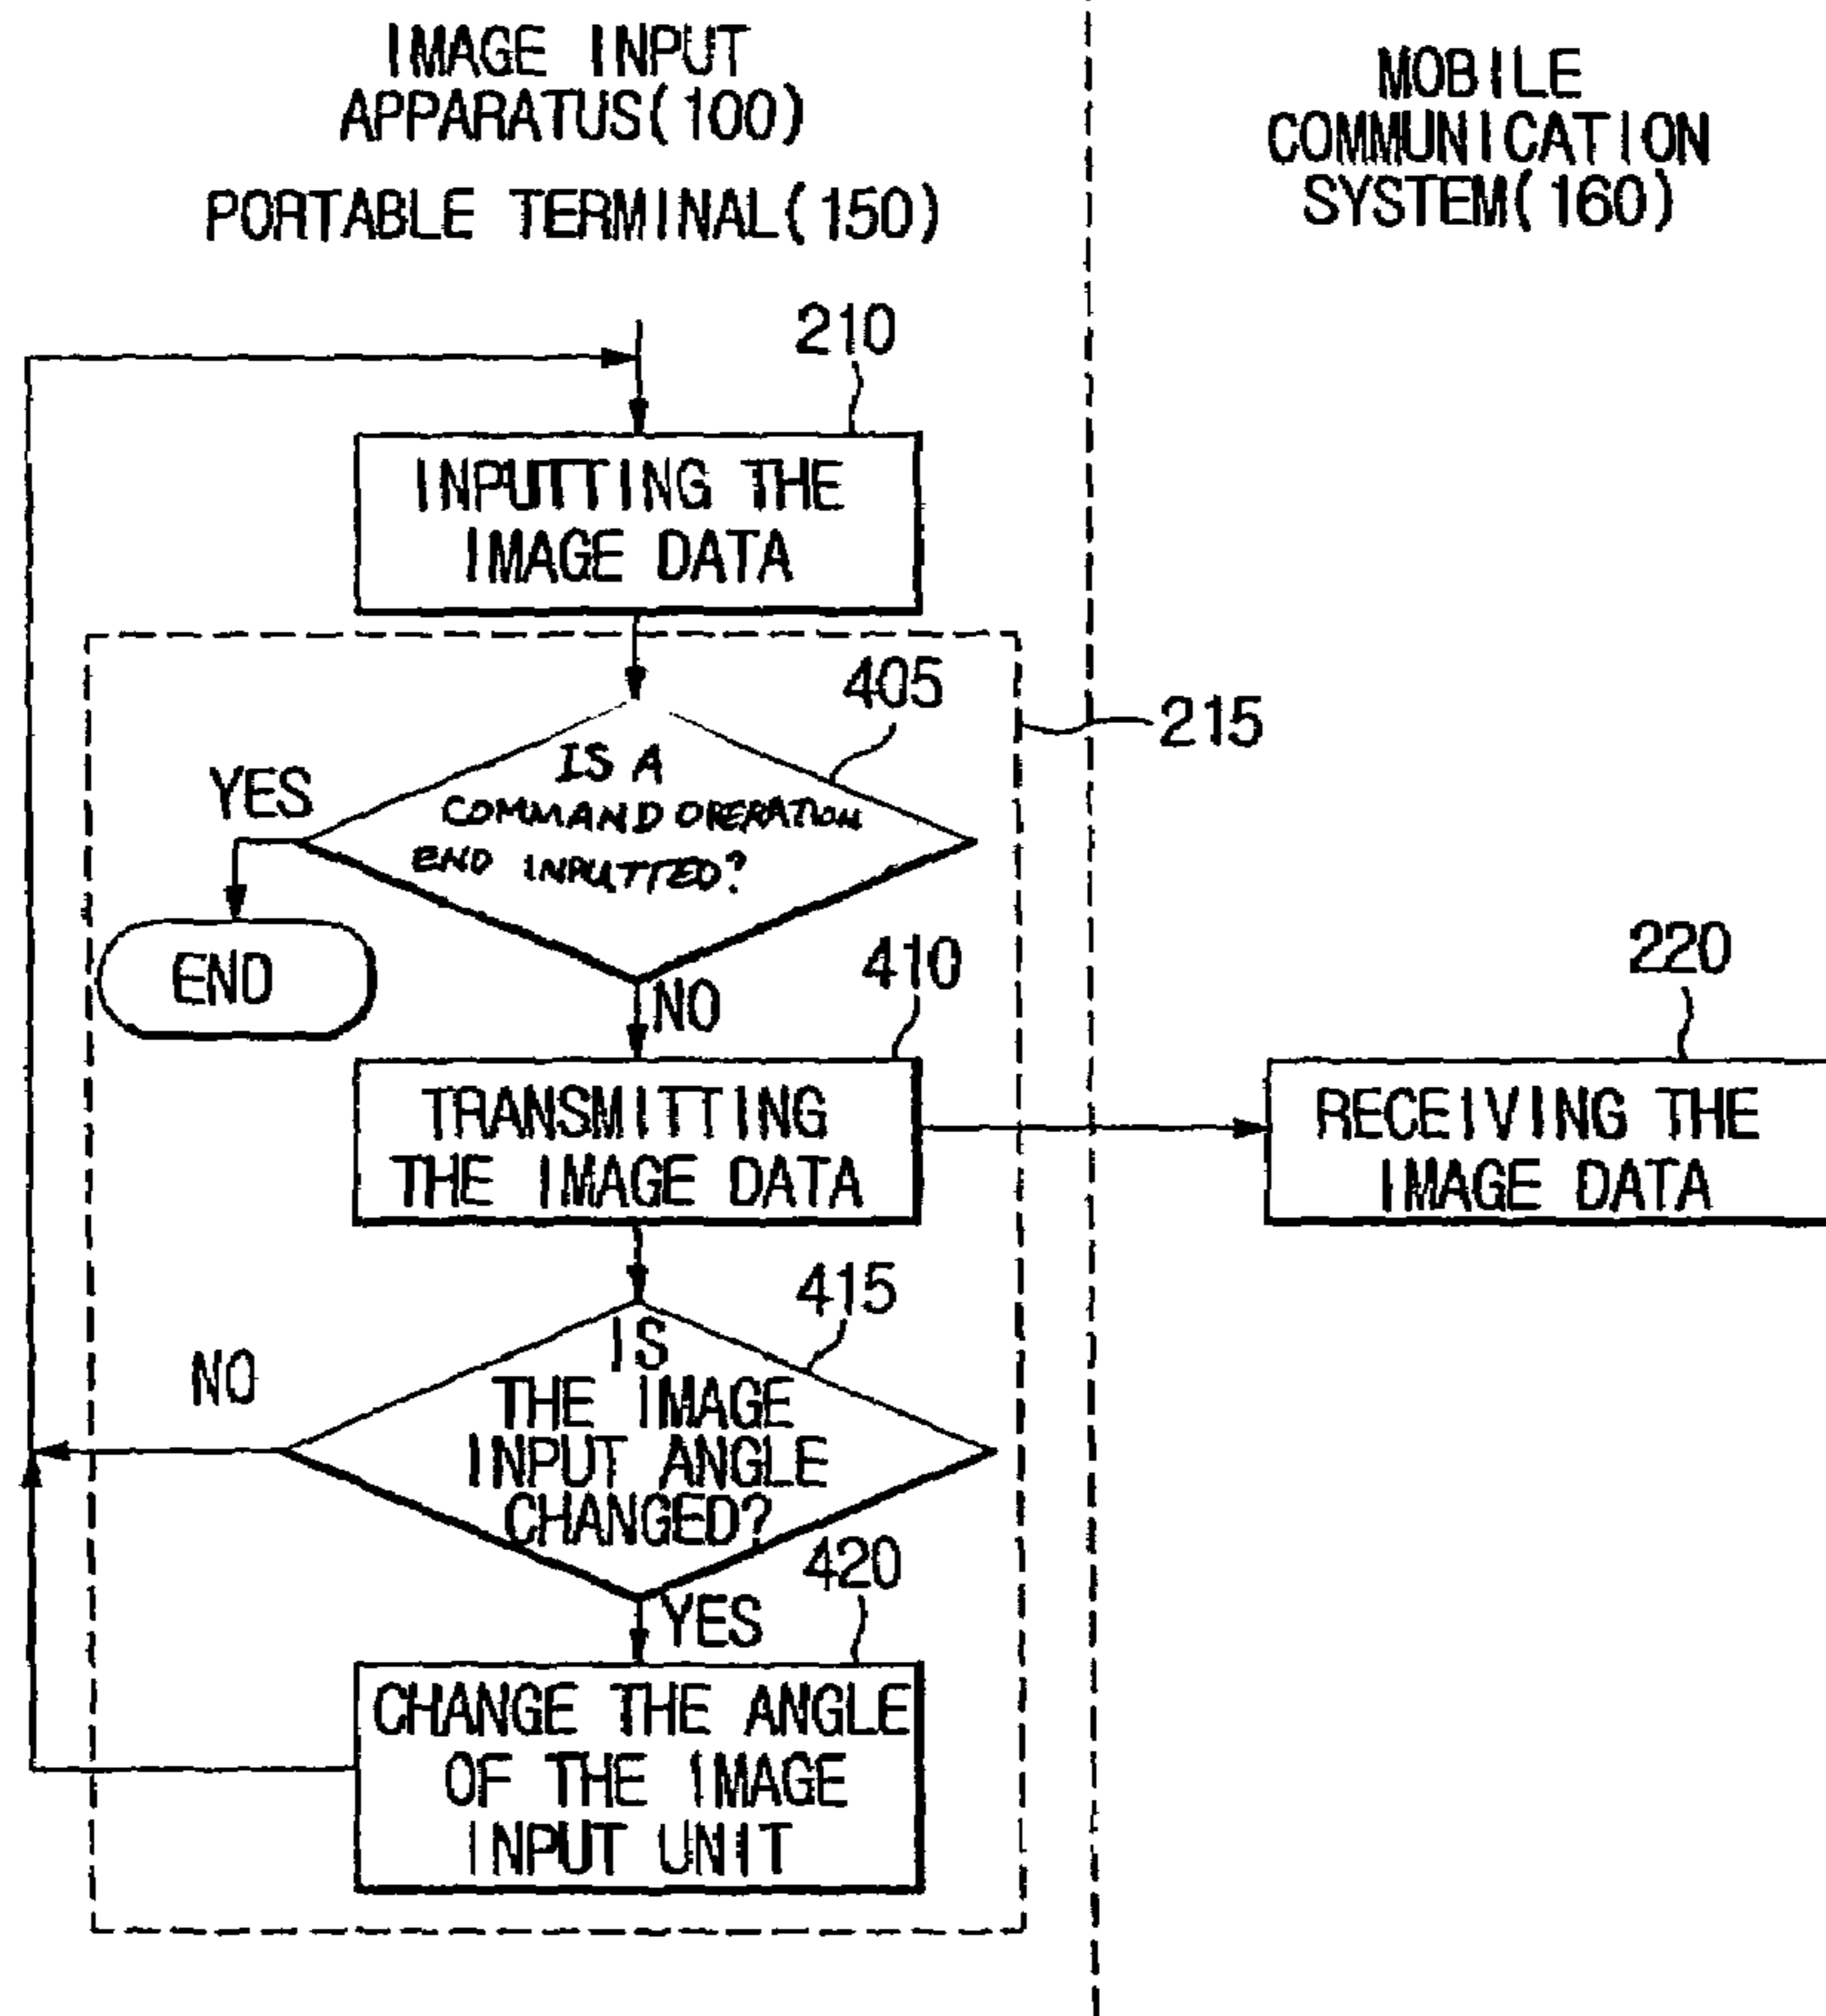 IMAGE INPUT
APPARATUS(100)
PORTABLE TERMINAL(150)
MOBILE
COMMUNICATION
SYSTEM(160)
210
INPUTTING THE
IMAGE DATA
405
215
YES
IS A
COMMAND OPERATION
END INPUTTED?
END
NO
410
220
TRANSMITTING
THE IMAGE DATA
RECEIVING THE
IMAGE DATA
415
NO
IS
THE IMAGE
INPUT ANGLE
CHANGED?
420
YES
CHANGE THE ANGLE
OF THE IMAGE
INPUT UNIT